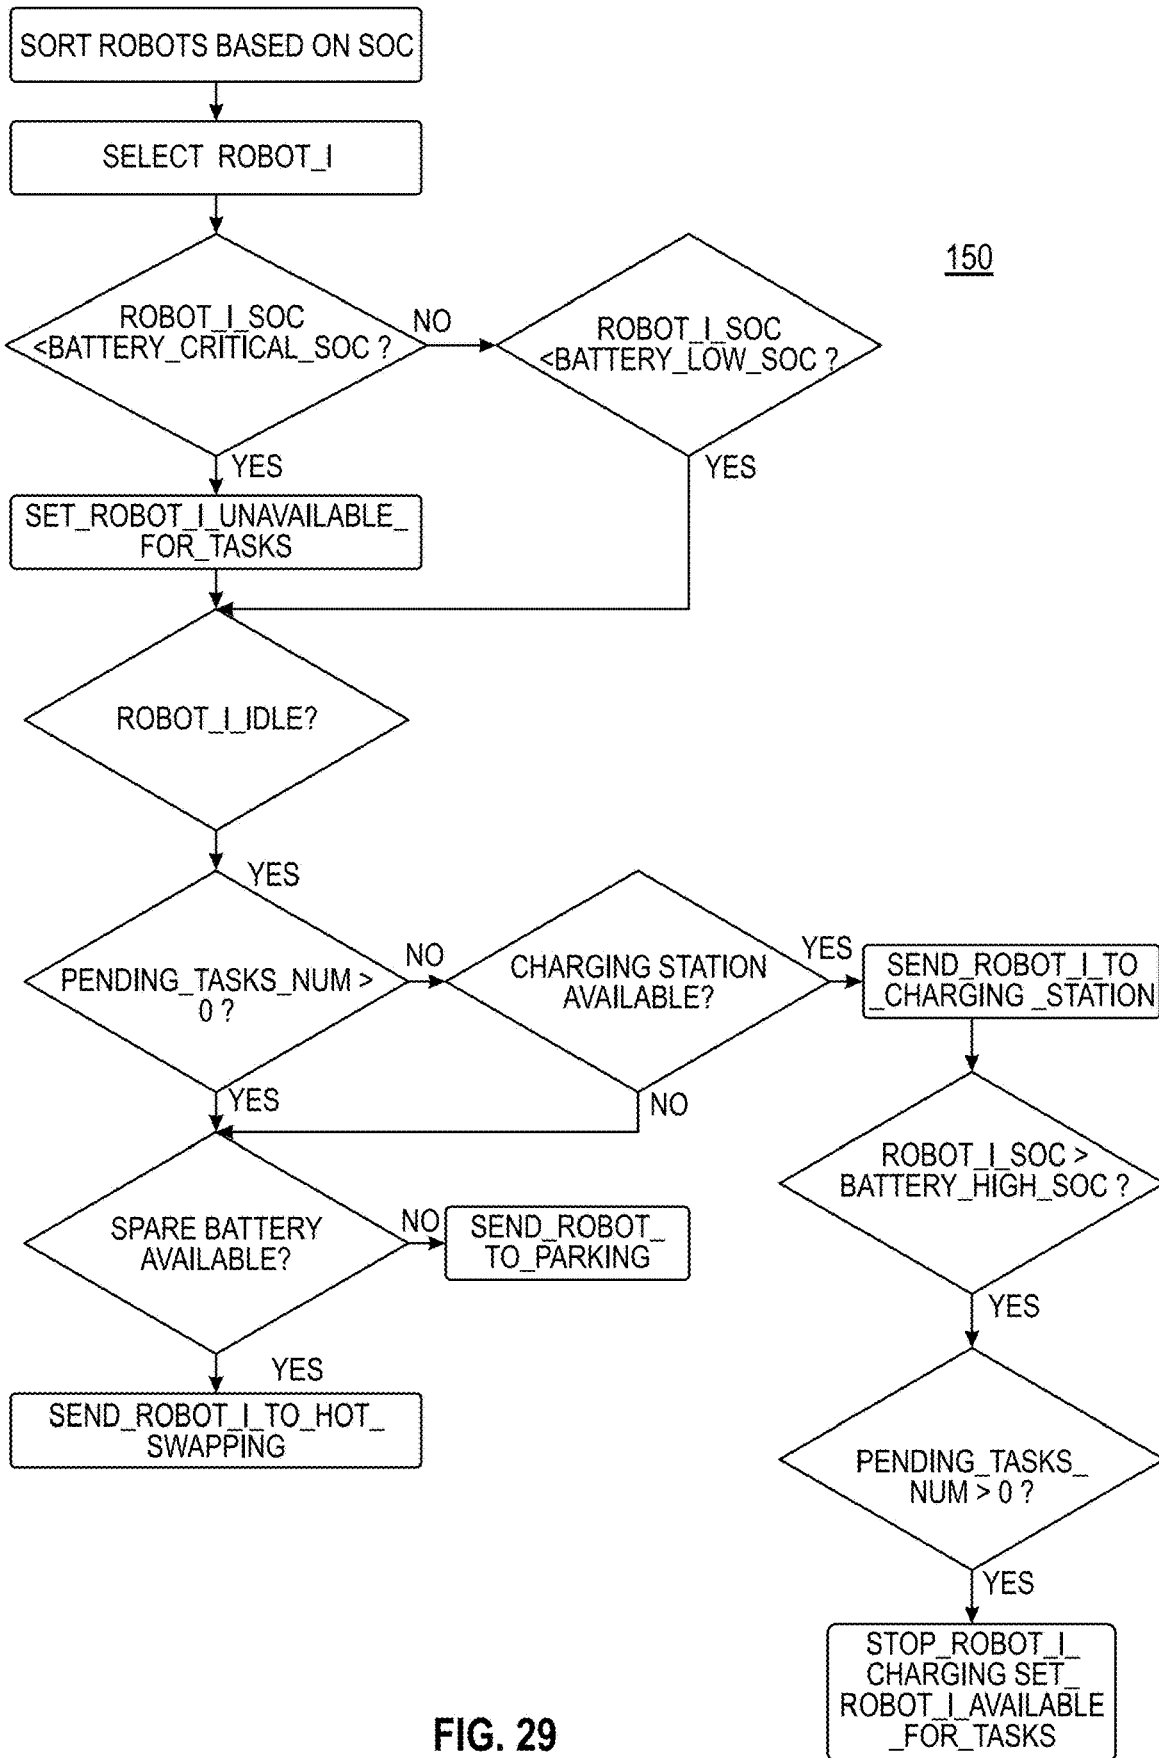 SORT ROBOTS BASED ON SOC
SELECT ROBOT_I
150
ROBOT_I_SOC
<BATTERY_CRITICAL_SOC ?
NO
ROBOT_I_SOC
<BATTERY_LOW_SOC ?
YES
YES
SET_ROBOT_I_UNAVAILABLE_
FOR_TASKS
ROBOT_I_IDLE?
YES
PENDING_TASKS_NUM >
0 ?
NO
CHARGING STATION
AVAILABLE?
YES
SEND_ROBOT_I_TO
_CHARGING _STATION
YES
NO
ROBOT_I_SOC >
BATTERY_HIGH_SOC ?
SPARE BATTERY
AVAILABLE?
NO
SEND_ROBOT_
TO_PARKING
YES
YES
SEND_ROBOT_I_TO_HOT_
SWAPPING
PENDING_TASKS_
NUM > 0 ?
YES
STOP_ROBOT_I_
CHARGING SET_
ROBOT_I_AVAILABLE
_FOR_TASKS
FIG. 29